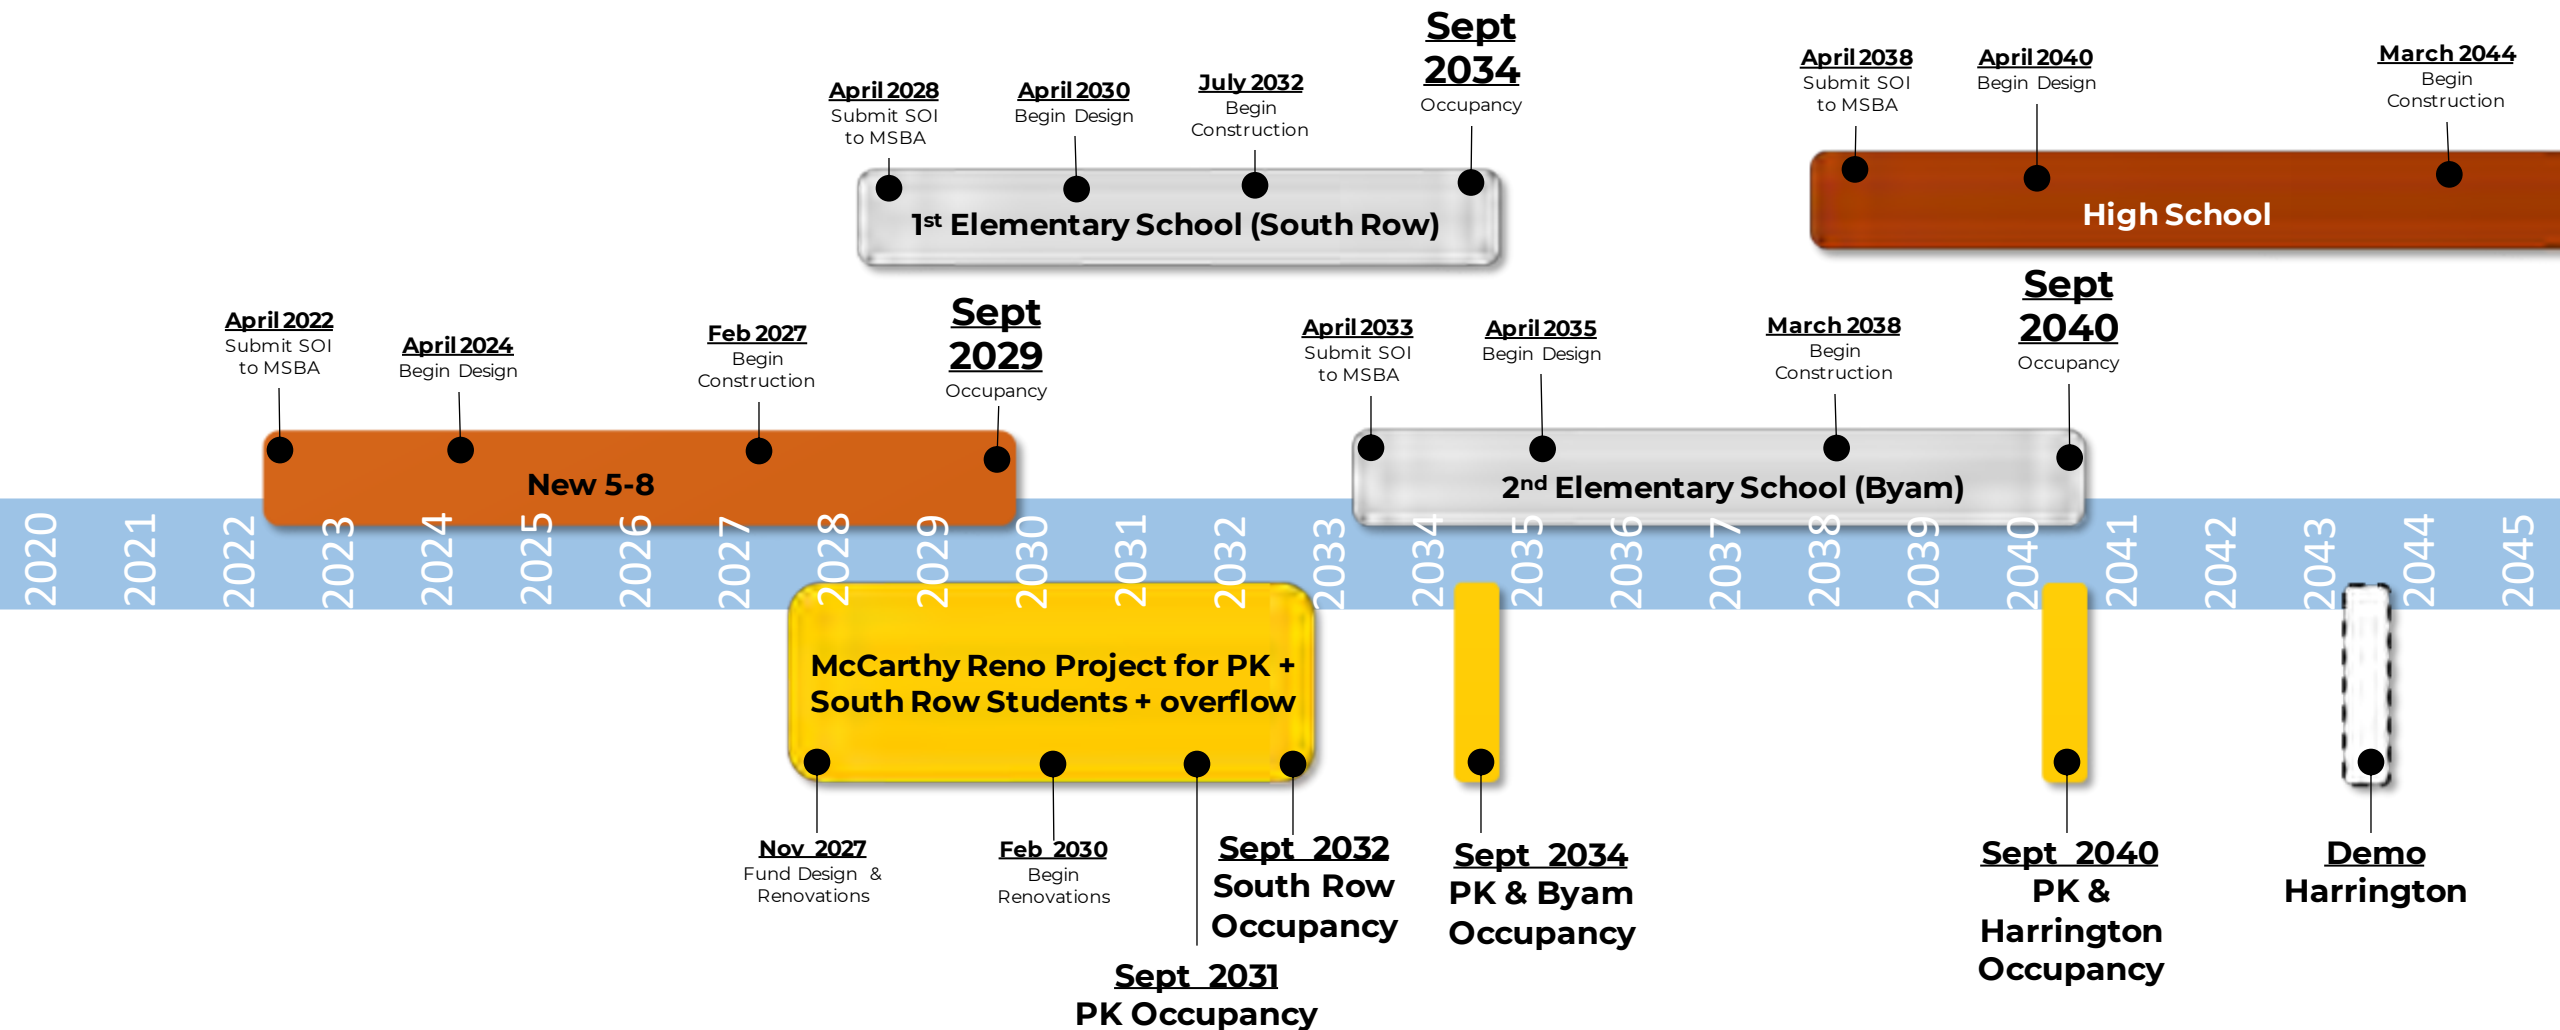 Sept
2034
Occupancy
April 2028
Submit SOI
to MSBA
April 2030
Begin Design
July 2032
Begin
Construction
April 2038
Submit SOI
to MSBA
April 2040
Begin Design
March 2044
Begin
Construction
1st Elementary School (South Row)
High School
April 2022
Submit SOI
to MSBA
April 2024
Begin Design
Feb 2027
Begin
Construction
Sept
2029
Occupancy
April 2033
Submit SOI
to MSBA
April 2035
Begin Design
March 2038
Begin
Construction
Sept
2040
Occupancy
New 5-8
2nd Elementary School (Byam)
2020
2021
2022
2023
2024
2025
2026
2027
2028
2029
2030
2031
2032
2033
2034
2035
2036
2037
2038
2039
2040
2041
2042
2043
2044
2045
McCarthy Reno Project for PK +
South Row Students + overflow
Nov 2027
Fund Design &
Renovations
Feb 2030
Begin
Renovations
Sept 2031
PK Occupancy
Sept 2032
South Row
Occupancy
Sept 2034
PK & Byam
Occupancy
Sept 2040
PK &
Harrington
Occupancy
Demo
Harrington